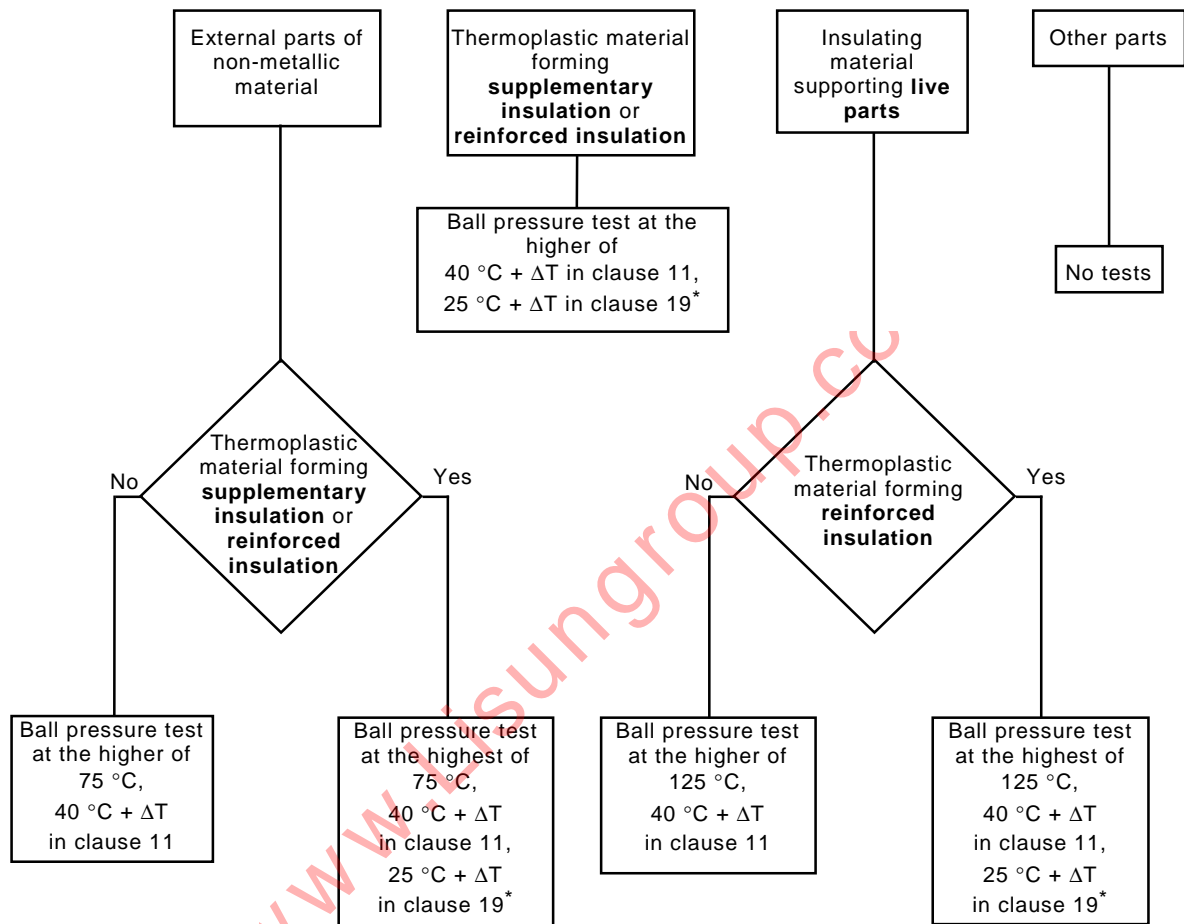 External parts of
non-metallic
material
Thermoplastic material
forming
supplementary
insulation or
reinforced insulation
Insulating
material
supporting live
parts
Other parts
Ball pressure test at the
higher of
40 °C + ΔT in clause 11,
25 °C + ΔT in clause 19*
No tests
Thermoplastic
material forming
supplementary
insulation or
reinforced
insulation
No
Yes
Thermoplastic
material forming
reinforced
insulation
No
Yes
Ball pressure test
at the higher of
75 °C,
40 °C + ΔT
in clause 11
Ball pressure test
at the highest of
75 °C,
40 °C + ΔT
in clause 11,
25 °C + ΔT
in clause 19*
Ball pressure test
at the higher of
125 °C,
40 °C + ΔT
in clause 11
Ball pressure test
at the highest of
125 °C,
40 °C + ΔT
in clause 11,
25 °C + ΔT
in clause 19*
www.Lisungroup.cc